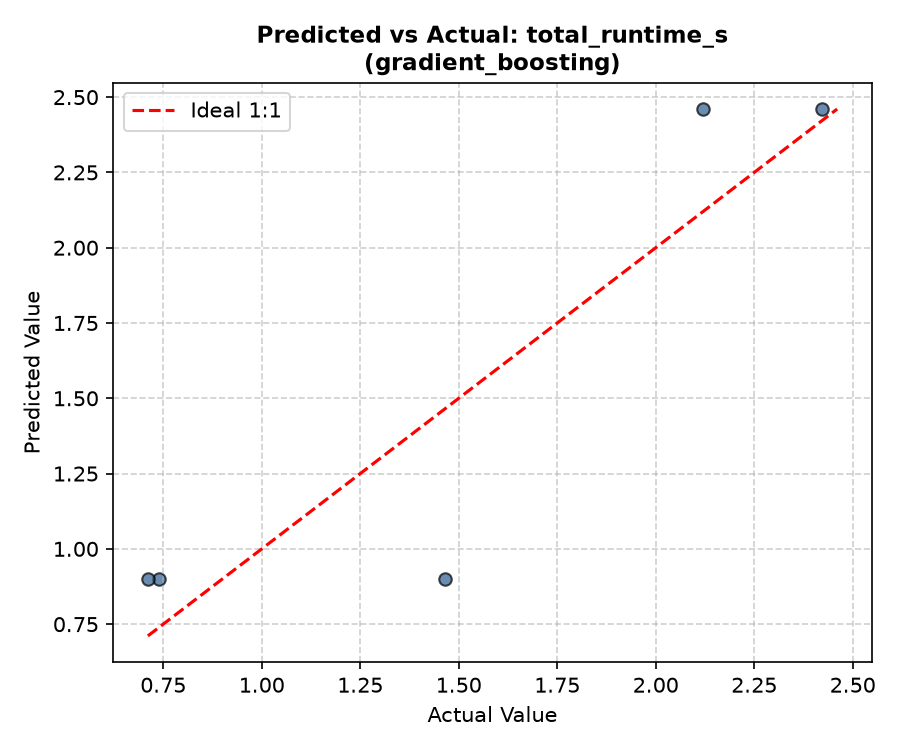 Predicted vs Actual: total_runtime_s
(gradient_boosting)
Ideal 1:1
2.50
2.25
2.00
1.75
1.50
1.25
1.00
0.75
Predicted Value
0.75 1.00 1.25 1.50 1.75 2.00 2.25 2.50
Actual Value